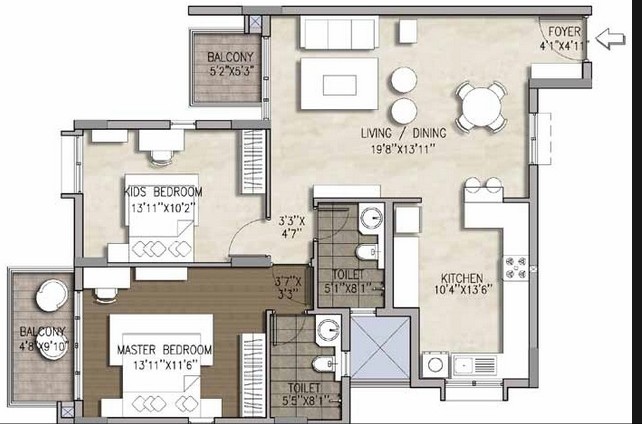 FOYER
4'1"X4'11"
BALCONY
5'2"X5'3"
LIVING / DINING
19'8"X13'11"
KIDS BEDROOM
13'11"X10'2"
3'3"X
4'7"
TOILET
5'1"X8'1"
KITCHEN
10'4"X13'6"
3'7"X
3'3"
BALCONY
4'8"X9'10"
MASTER BEDROOM
13'11"X11'6"
TOILET
5'5"X8'1"